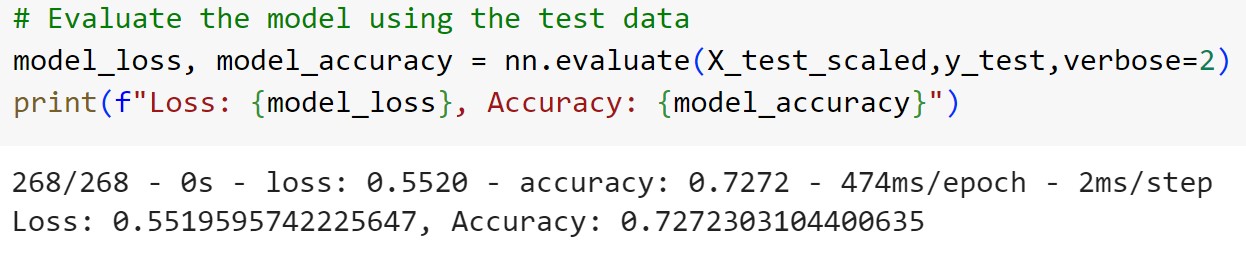 # Evaluate the model using the test data
model_loss, model_accuracy = nn.evaluate(X_test_scaled,y_test,verbose=2)
print(f"Loss: {model_loss}, Accuracy: {model_accuracy}")
268/268 - 0s - loss: 0.5520 - accuracy: 0.7272 - 474ms/epoch - 2ms/step
Loss: 0.5519595742225647, Accuracy: 0.7272303104400635